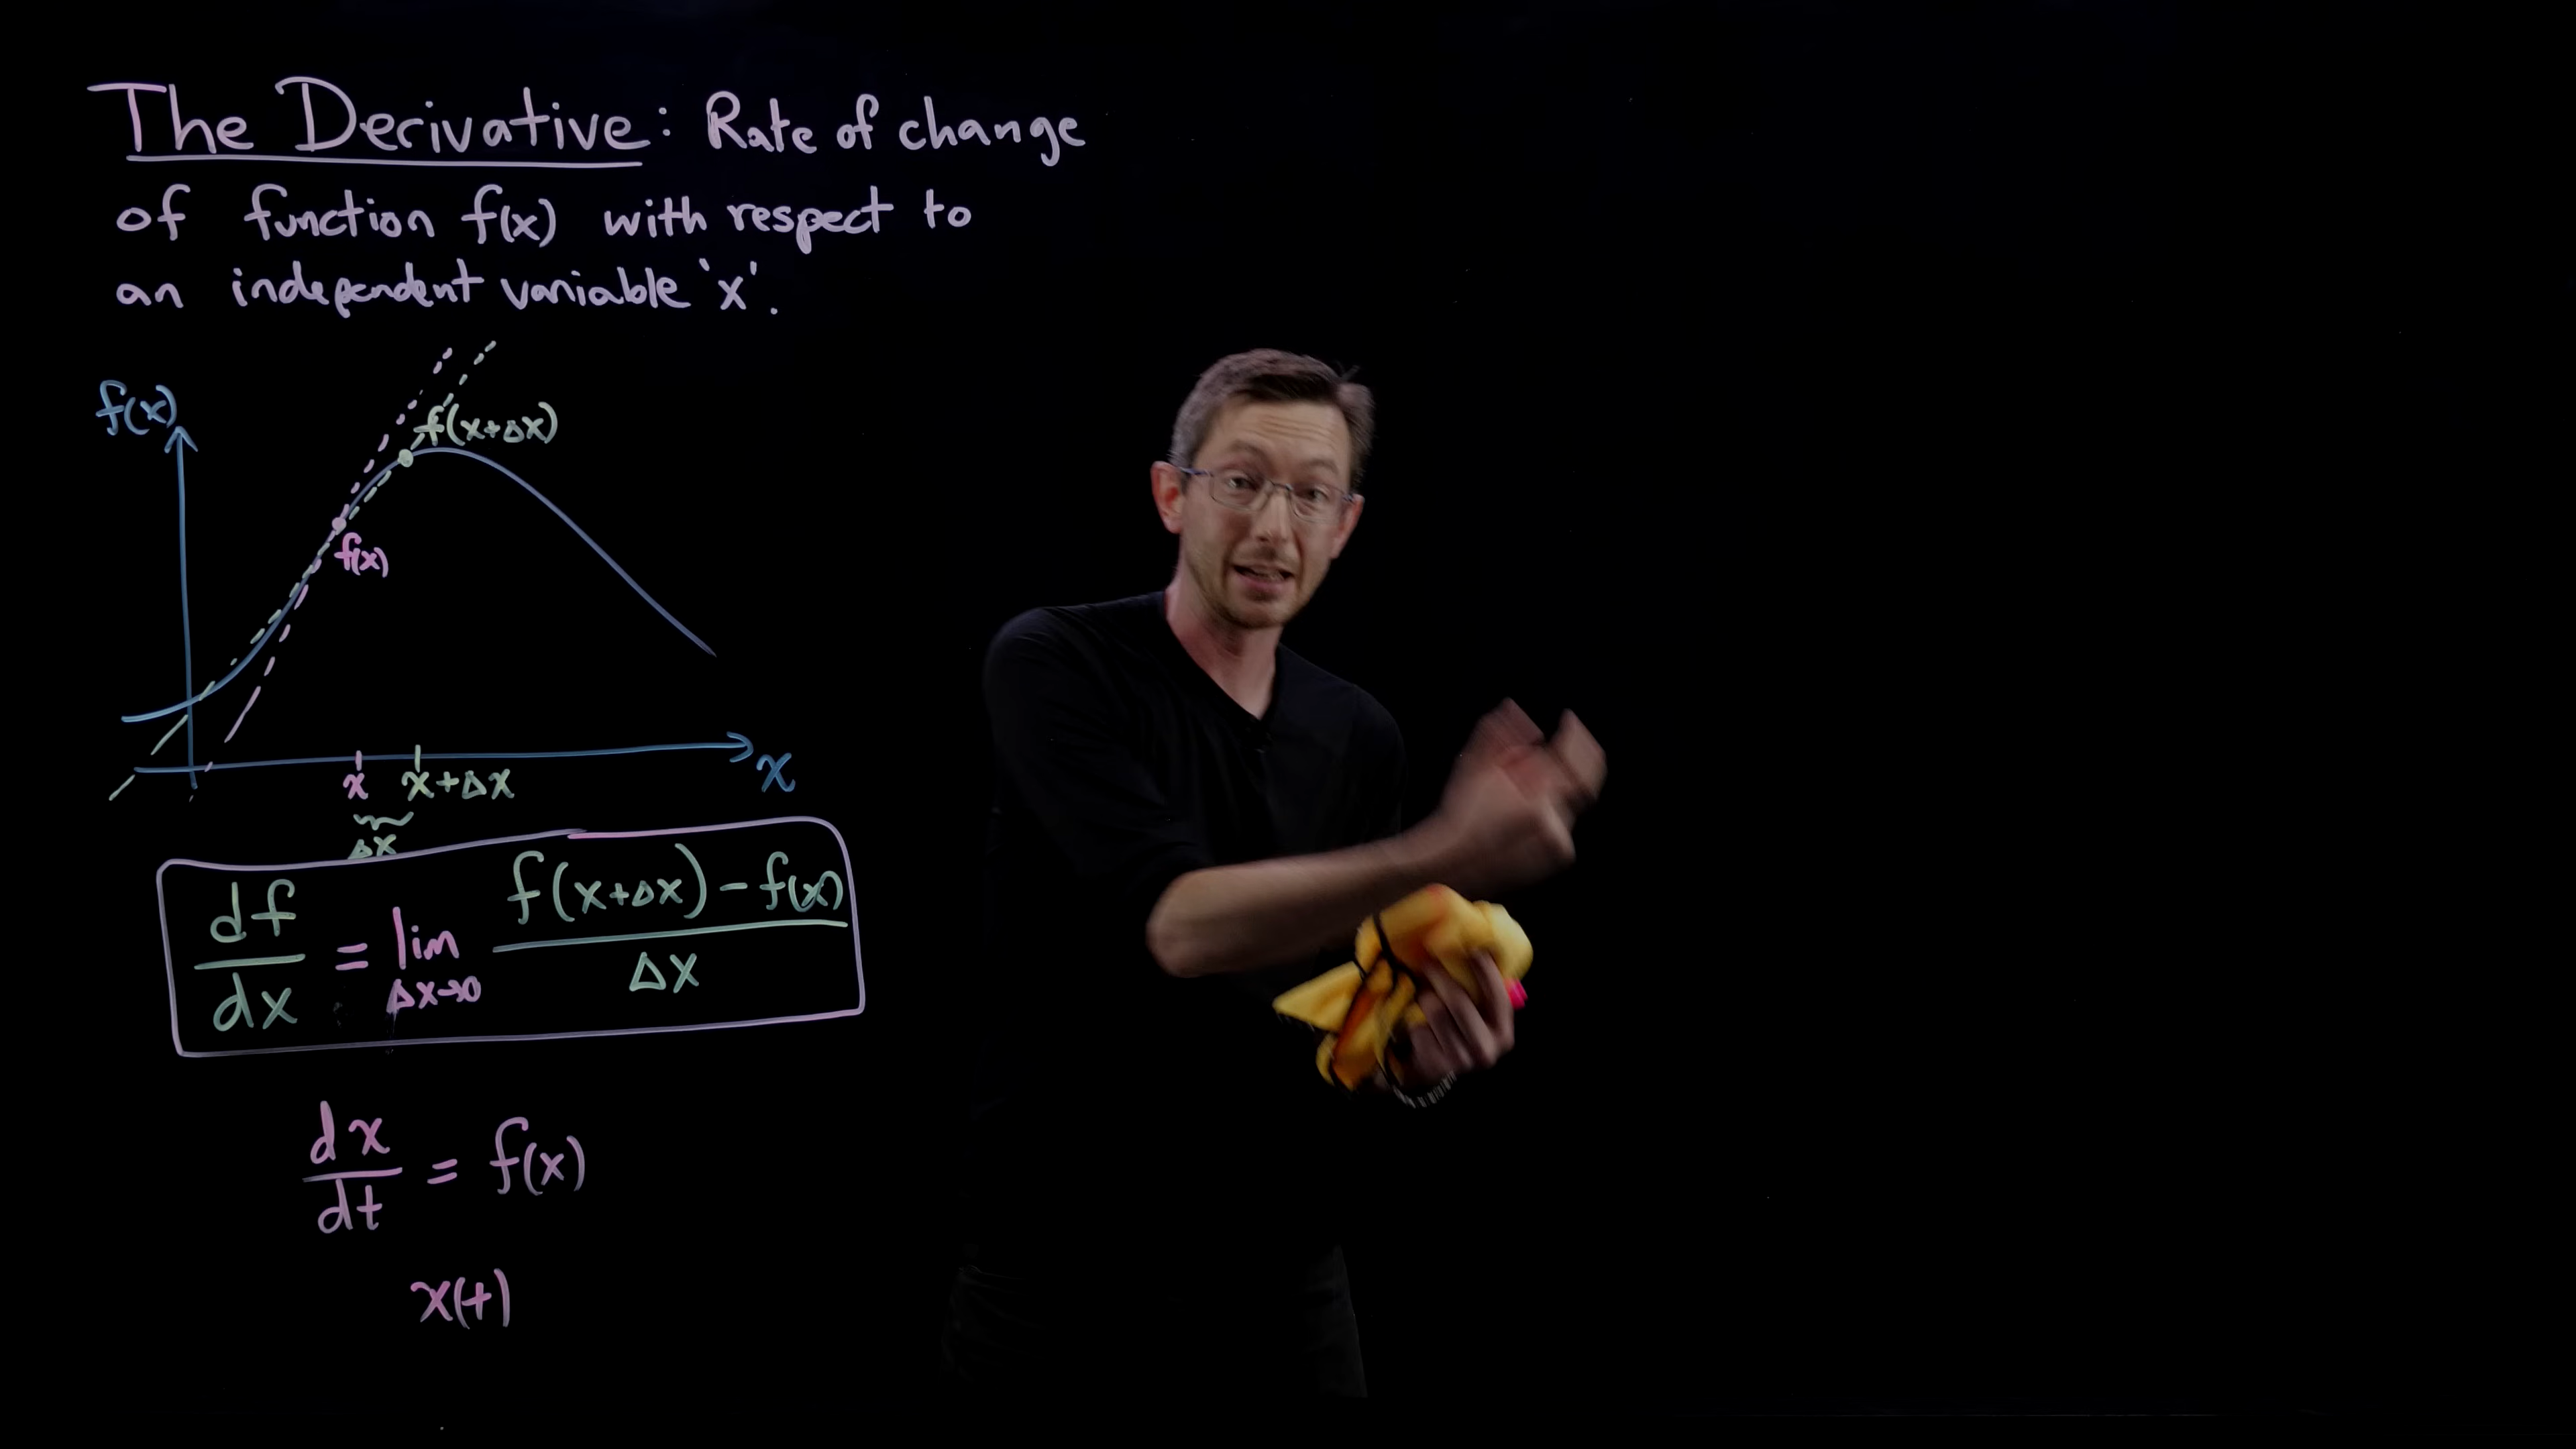 The Derivative: Rate of change
of function f(x) with respect to
an independent variable 'x'.
f(x)
f(x+Δx)
f(x)
x
x+Δx
x
Δx
df/dx = lim Δx→0 (f(x+Δx) - f(x))/Δx
dx/dt = f(x)
x(t)